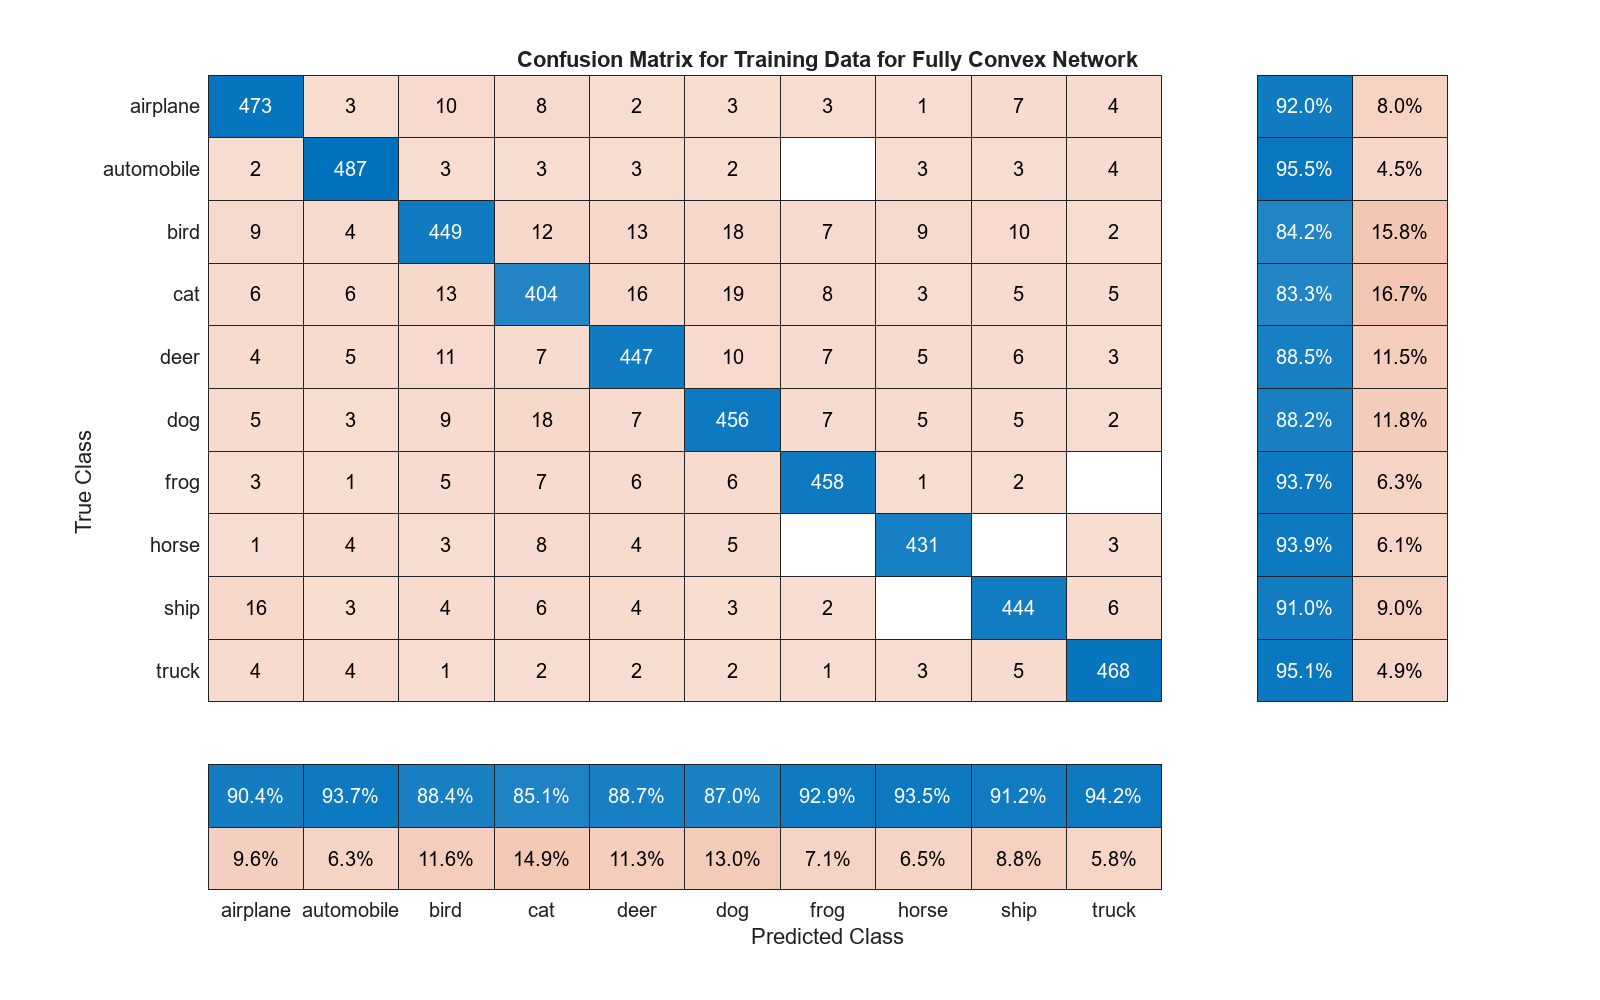 Confusion Matrix for Training Data for Fully Convex Network
airplane 473 3 10 8 2 3 3 1 7 4 92.0% 8.0%
automobile 2 487 3 3 3 2 3 3 4 95.5% 4.5%
bird 9 4 449 12 13 18 7 9 10 2 84.2% 15.8%
cat 6 6 13 404 16 19 8 3 5 5 83.3% 16.7%
deer 4 5 11 7 447 10 7 5 6 3 88.5% 11.5%
dog 5 3 9 18 7 456 7 5 5 2 88.2% 11.8%
True Class
frog 3 1 5 7 6 6 458 1 2 93.7% 6.3%
horse 1 4 3 8 4 5 431 3 93.9% 6.1%
ship 16 3 4 6 4 3 2 444 6 91.0% 9.0%
truck 4 4 1 2 2 2 1 3 5 468 95.1% 4.9%
90.4% 93.7% 88.4% 85.1% 88.7% 87.0% 92.9% 93.5% 91.2% 94.2%
9.6% 6.3% 11.6% 14.9% 11.3% 13.0% 7.1% 6.5% 8.8% 5.8%
airplane automobile bird cat deer dog frog horse ship truck
Predicted Class